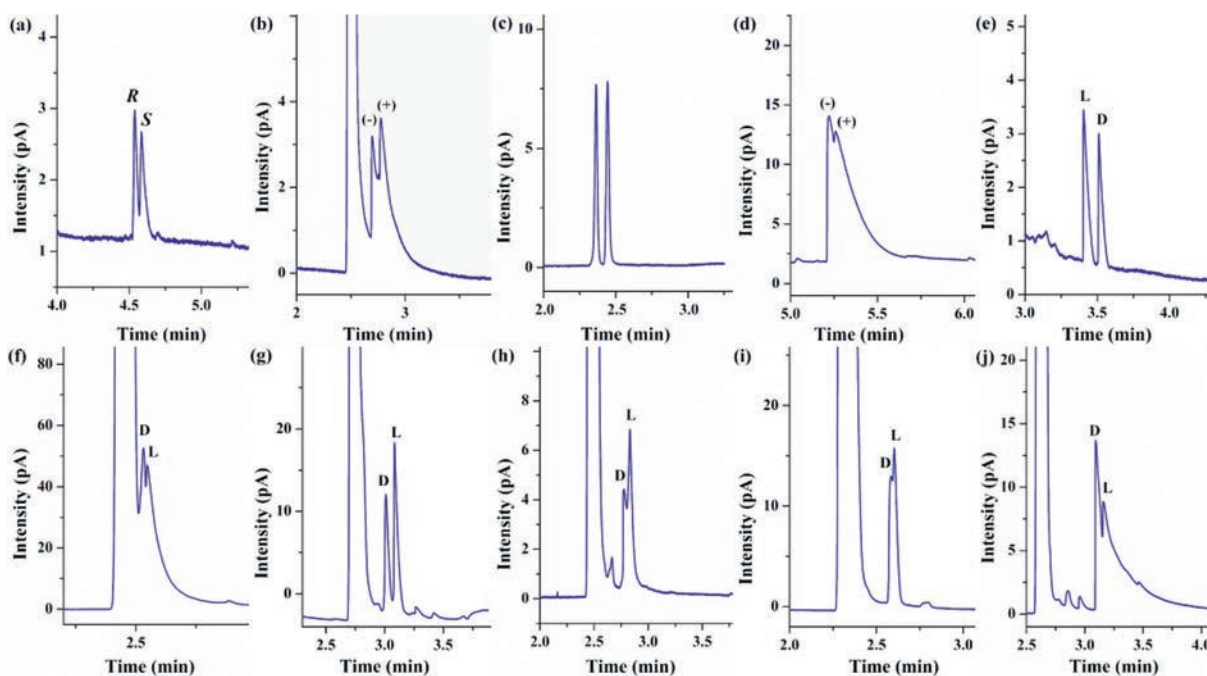 (a)
Intensity (pA)
4
3
2
1
R
S
4.0 4.5 5.0
Time (min)
(b)
Intensity (pA)
4
2
0
(-)
(+)
2 3
Time (min)
(c)
Intensity (pA)
10
5
0
2.0 2.5 3.0
Time (min)
(d)
Intensity (pA)
25
20
15
10
5
0
(-)
(+)
5.0 5.5 6.0
Time (min)
(e)
Intensity (pA)
5
4
3
2
1
0
L
D
3.0 3.5 4.0
Time (min)
(f)
Intensity (pA)
80
60
40
20
0
D
L
2.5
Time (min)
(g)
Intensity (pA)
20
10
0
D
L
2.5 3.0 3.5
Time (min)
(h)
Intensity (pA)
8
6
4
2
0
D
L
2.0 2.5 3.0 3.5
Time (min)
(i)
Intensity (pA)
25
20
15
10
5
0
D
L
2.0 2.5 3.0
Time (min)
(j)
Intensity (pA)
20
15
10
5
0
D
L
2.5 3.0 3.5 4.0
Time (min)